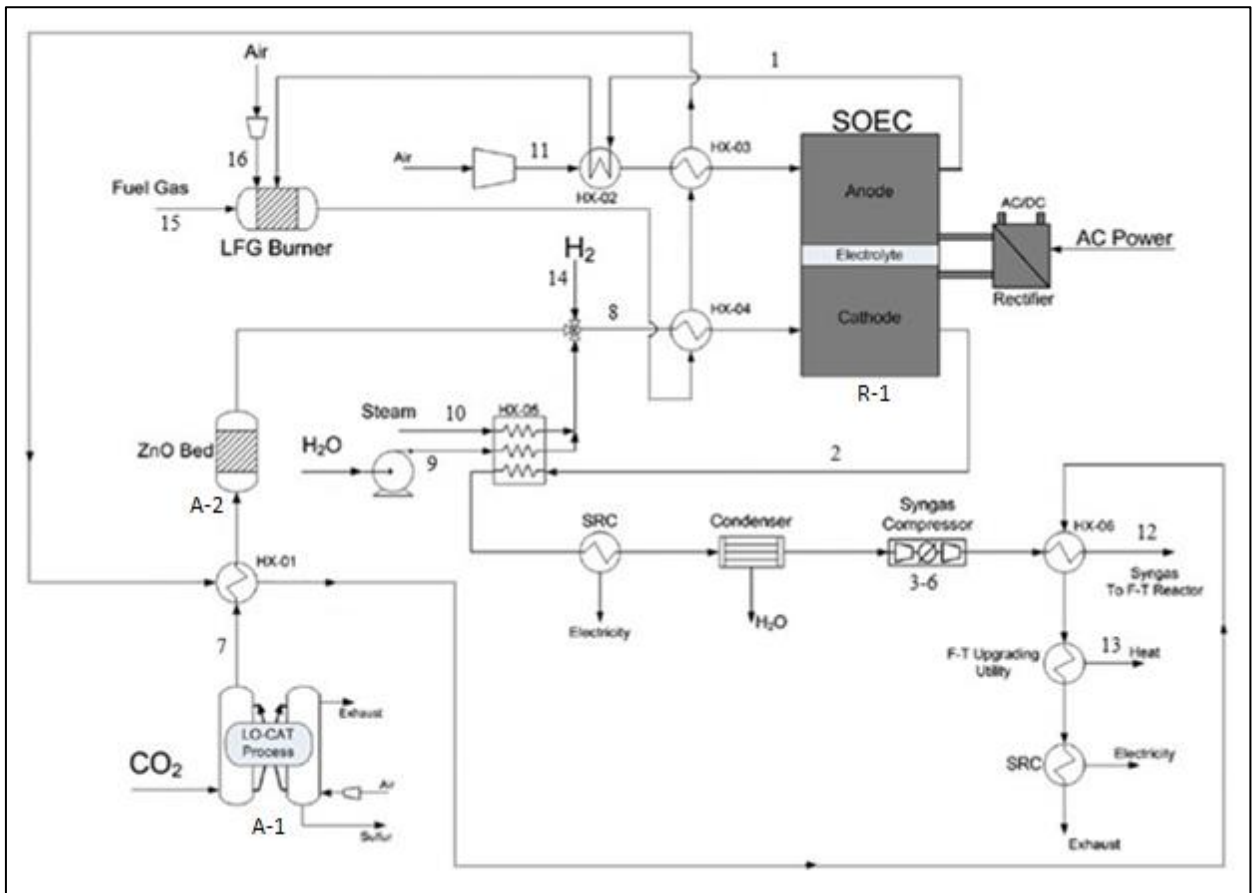 Air
1
SOEC
16
Air
11
HX-03
HX-02
Anode
Fuel Gas
15
AC/DC
AC Power
LFG Burner
H₂
Electrolyte
Rectifier
14
8
HX-04
Cathode
R-1
Steam
10
HX-05
H₂O
ZnO Bed
9
2
A-2
SRC
Condenser
Syngas
Compressor
HX-06
12
HX-01
3-6
Syngas
To F-T Reactor
Electricity
H₂O
7
F-T Upgrading
Utility
13
Heat
Exhaust
LO-CAT
Process
CO₂
SRC
Electricity
Air
A-1
Sulfur
Exhaust